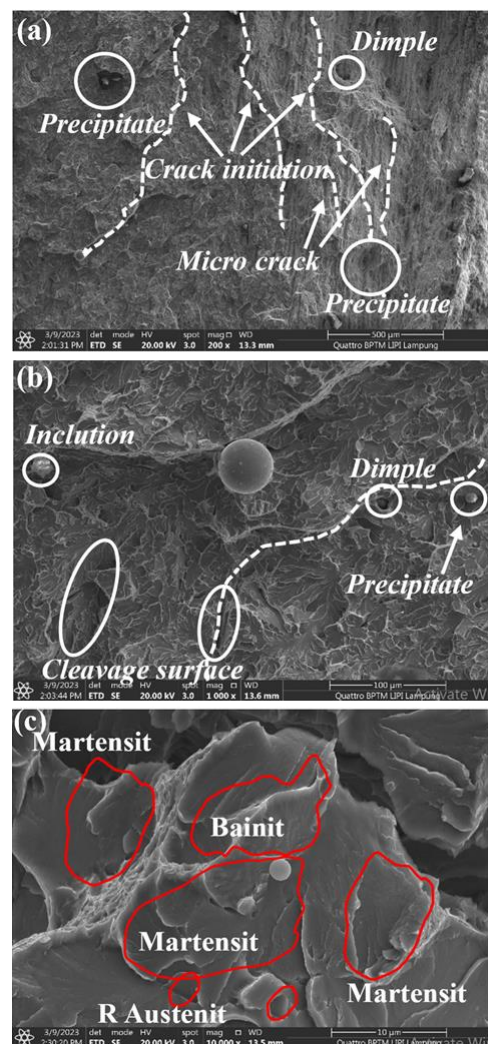 (a)
Dimple
Precipitate
Crack initiation
Micro crack
Precipitate
3/9/2023 det mode HV spot mag □ WD 500 µm
2:01:31 PM ETD SE 20.00 kV 3.0 200 x 13.3 mm Quattro BPTM LIPI Lampung
(b)
Inclution
Dimple
Precipitate
Cleavage surface
3/9/2023 det mode HV spot mag □ WD 100 µm
2:03:44 PM ETD SE 20.00 kV 3.0 1 000 x 13.6 mm Quattro BPTM LIPI Lampung
Activate Wi
(c)
Martensit
Bainit
Martensit
Martensit
R Austenit
3/9/2023 det mode HV spot mag □ WD 10 µm
2:30:20 PM ETD SE 20.00 kV 3.0 10 000 x 13.5 mm Quattro BPTM LIPI Lampung
Activate Wi